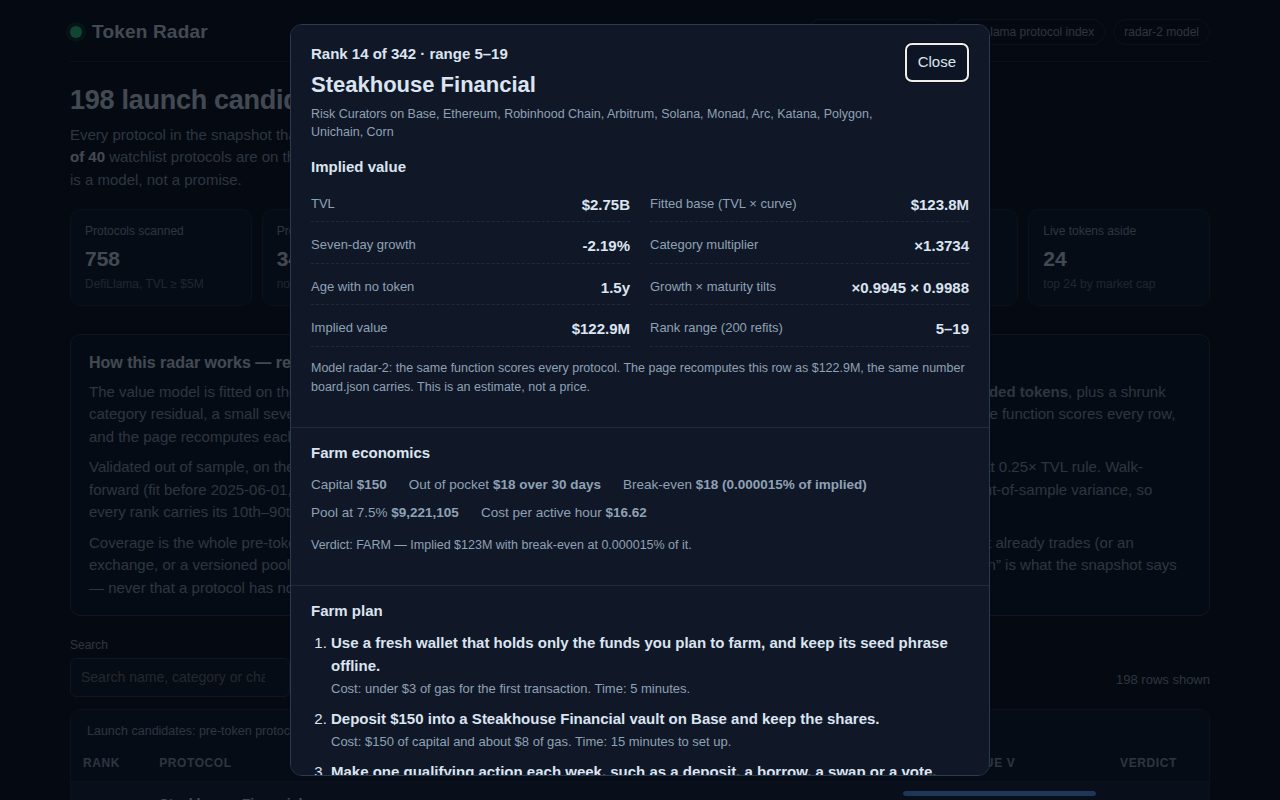 Token Radar
lama protocol index
radar-2 model
198 launch candid
Every protocol in the snapshot tha
of 40 watchlist protocols are on th
is a model, not a promise.
Protocols scanned
758
DefiLlama, TVL ≥ $5M
Live tokens aside
24
top 24 by market cap
How this radar works — re
The value model is fitted on the
ded tokens, plus a shrunk
category residual, a small seve
e function scores every row,
and the page recomputes each
Validated out of sample, on the
t 0.25× TVL rule. Walk-
forward (fit before 2025-06-01,
ut-of-sample variance, so
every rank carries its 10th–90t
Coverage is the whole pre-toke
t already trades (or an
exchange, or a versioned pool
n” is what the snapshot says
— never that a protocol has no
Search
Search name, category or cha
198 rows shown
Launch candidates: pre-token protoc
RANK
PROTOCOL
UE V
VERDICT
Rank 14 of 342 · range 5–19
Close
Steakhouse Financial
Risk Curators on Base, Ethereum, Robinhood Chain, Arbitrum, Solana, Monad, Arc, Katana, Polygon,
Unichain, Corn
Implied value
TVL $2.75B
Fitted base (TVL × curve) $123.8M
Seven-day growth -2.19%
Category multiplier ×1.3734
Age with no token 1.5y
Growth × maturity tilts ×0.9945 × 0.9988
Implied value $122.9M
Rank range (200 refits) 5–19
Model radar-2: the same function scores every protocol. The page recomputes this row as $122.9M, the same number
board.json carries. This is an estimate, not a price.
Farm economics
Capital $150 Out of pocket $18 over 30 days Break-even $18 (0.000015% of implied)
Pool at 7.5% $9,221,105 Cost per active hour $16.62
Verdict: FARM — Implied $123M with break-even at 0.000015% of it.
Farm plan
1. Use a fresh wallet that holds only the funds you plan to farm, and keep its seed phrase
offline.
Cost: under $3 of gas for the first transaction. Time: 5 minutes.
2. Deposit $150 into a Steakhouse Financial vault on Base and keep the shares.
Cost: $150 of capital and about $8 of gas. Time: 15 minutes to set up.
3. Make one qualifying action each week, such as a deposit, a borrow, a swap or a vote.